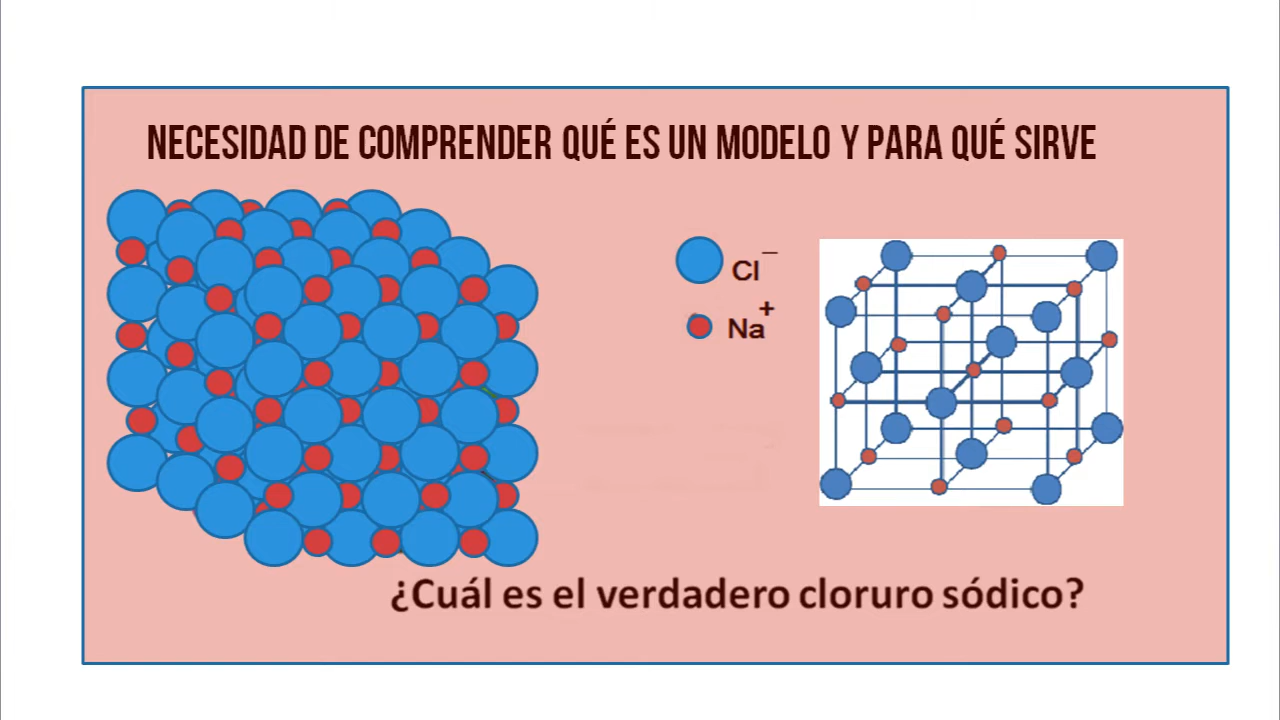 NECESIDAD DE COMPRENDER QUÉ ES UN MODELO Y PARA QUÉ SIRVE
Cl⁻
Na⁺
¿Cuál es el verdadero cloruro sódico?